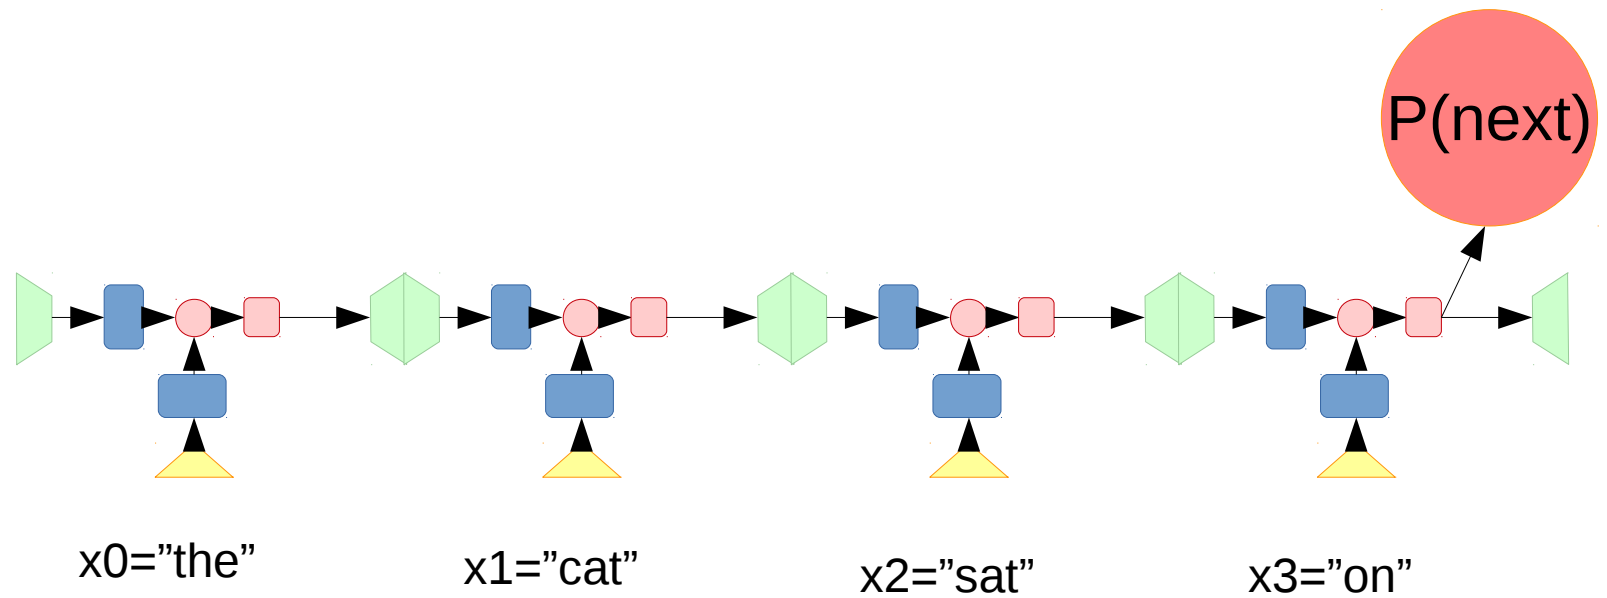 P(next)
x0=”the”
x1=”cat”
x2=”sat”
x3=”on”